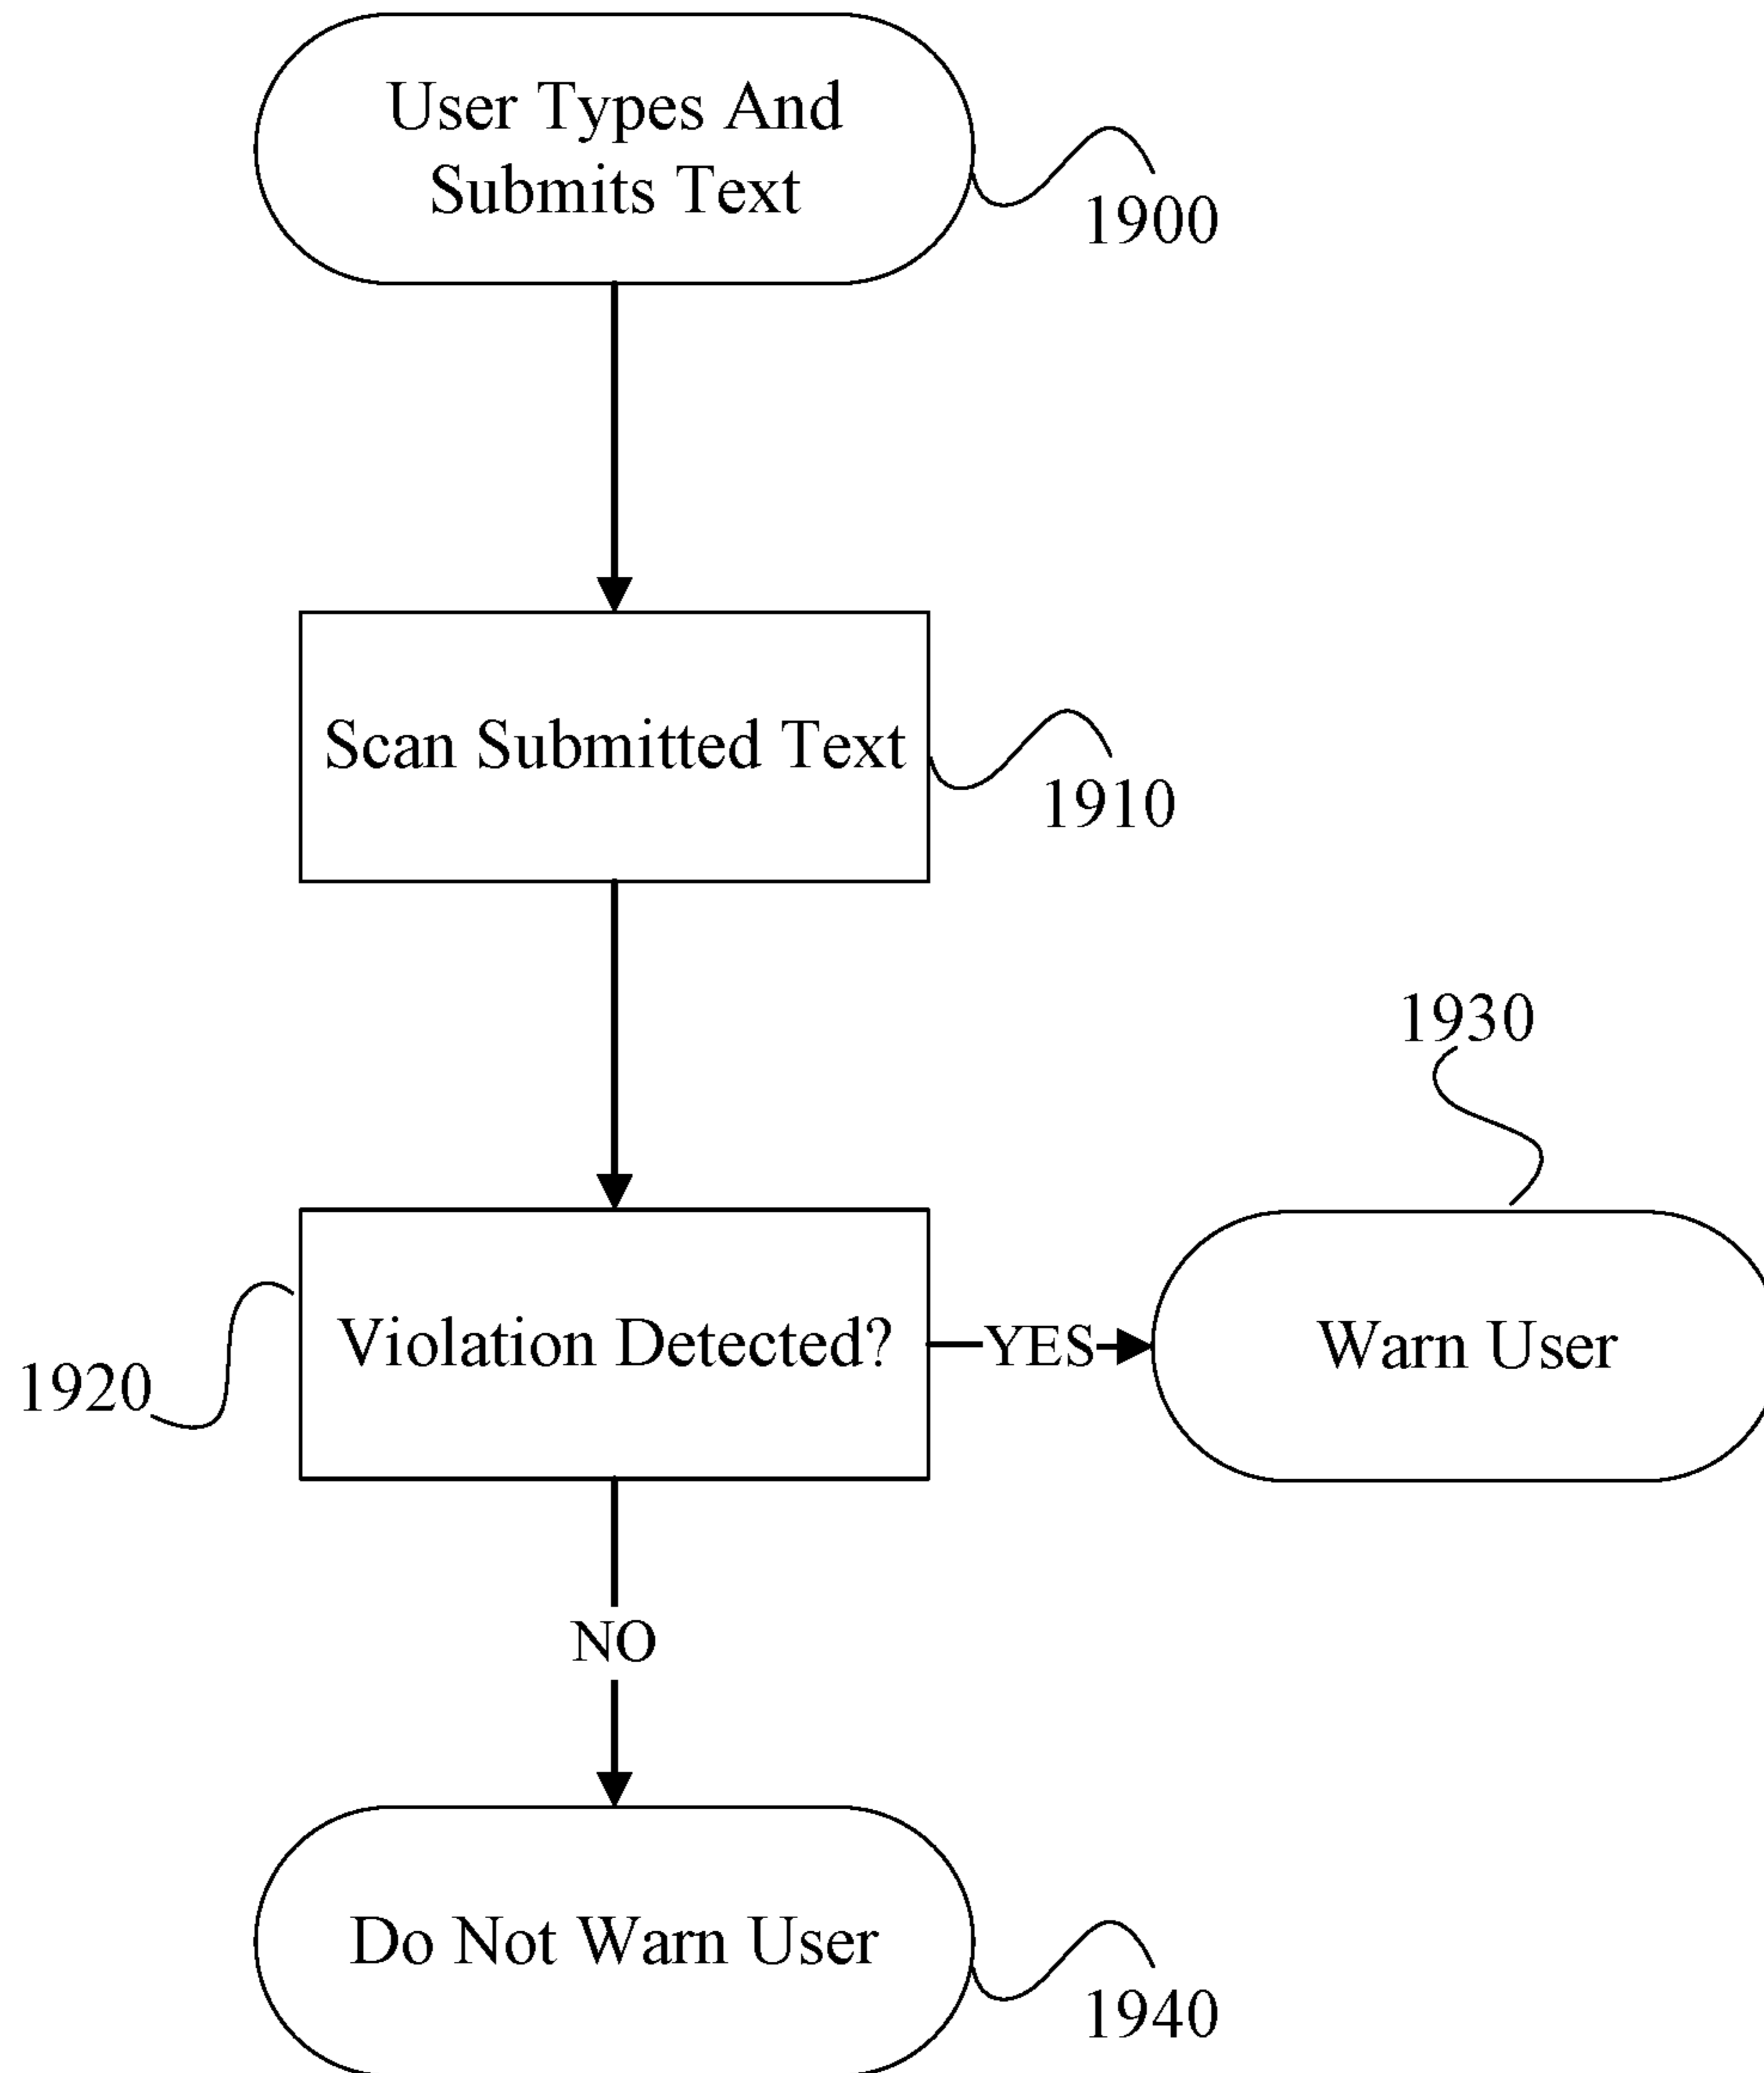 User Types And
Submits Text
1900
Scan Submitted Text
1910
1930
Violation Detected?
YES
Warn User
1920
NO
Do Not Warn User
1940